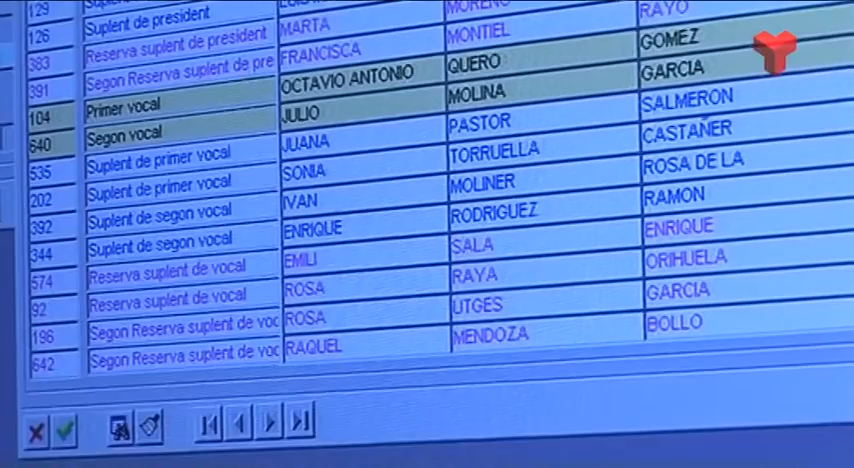 129
126 Suplent de president
383 Reserva suplent de president MARTA MORENO
391 Segon Reserva suplent de pre FRANCISCA MONTIEL RAYO
104 Primer vocal OCTAVIO ANTONIO QUERO GOMEZ
640 Segon vocal JULIO MOLINA GARCIA
535 Suplent de primer vocal JUANA PASTOR SALMERON
202 Suplent de primer vocal SONIA TORRUELLA CASTAÑER
392 Suplent de segon vocal IVAN MOLINER ROSA DE LA
344 Suplent de segon vocal ENRIQUE RODRIGUEZ RAMON
574 Reserva suplent de vocal EMILI SALA ENRIQUE
92 Reserva suplent de vocal ROSA RAYA ORIHUELA
196 Segon Reserva suplent de voc ROSA UTGES GARCIA
642 Segon Reserva suplent de voc RAQUEL MENDOZA BOLLO